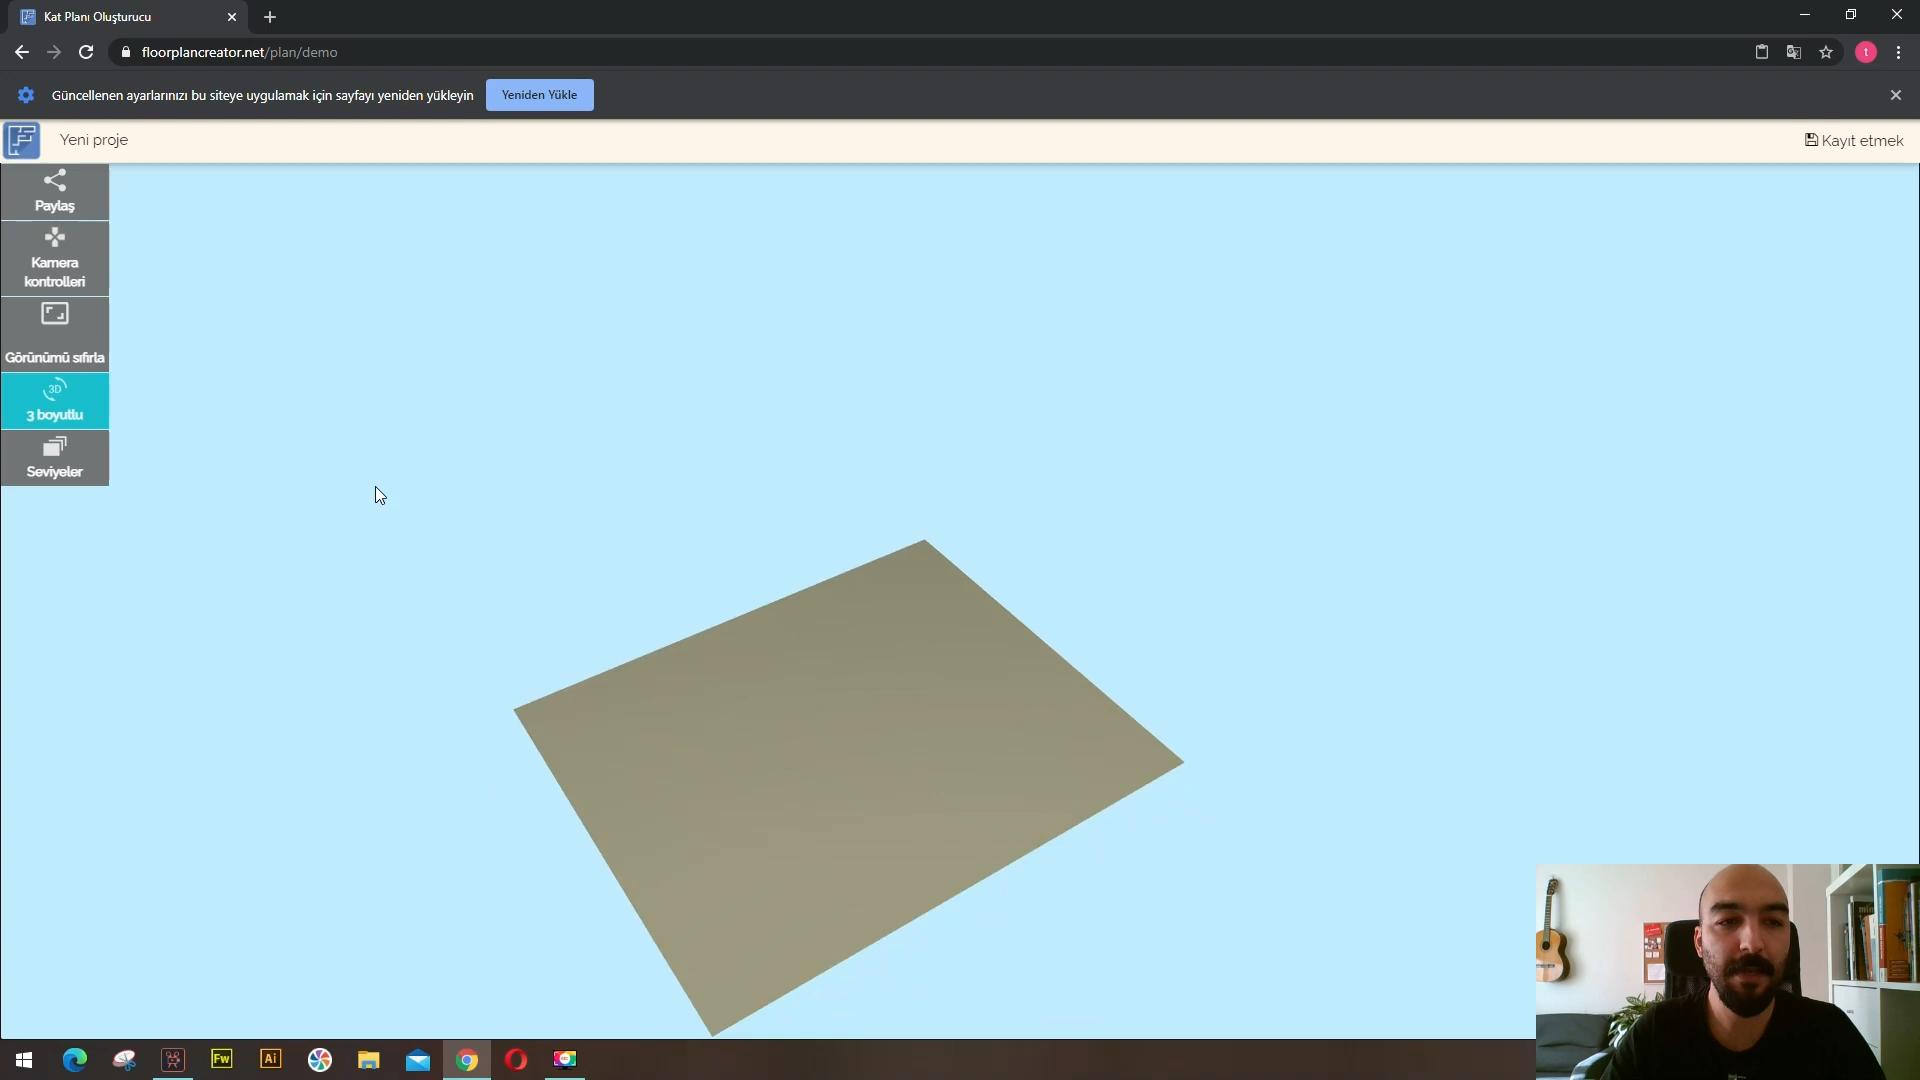 Kat Planı Oluşturucu
floorplancreator.net/plan/demo
t
Güncellenen ayarlarınızı bu siteye uygulamak için sayfayı yeniden yükleyin
Yeniden Yükle
Yeni proje
Kayıt etmek
Paylaş
Kamera
kontrolleri
Görünümü sıfırla
3D
3 boyutlu
Seviyeler
Fw
Ai